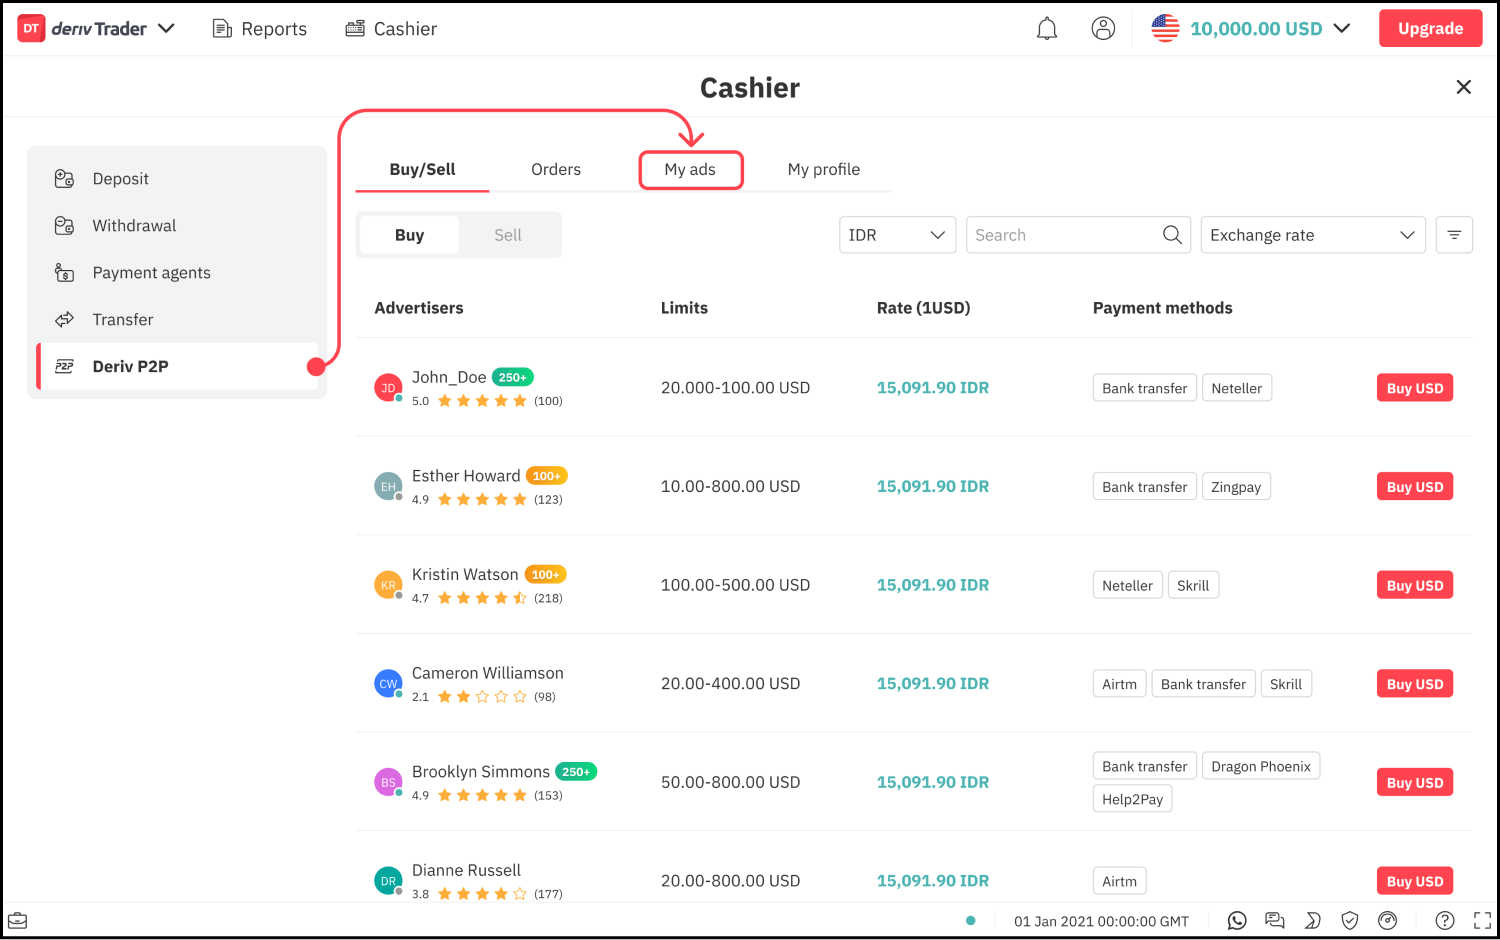 DT deriv Trader Reports Cashier 10,000.00 USD Upgrade
Cashier
Deposit
Withdrawal
Payment agents
Transfer
P2P Deriv P2P
Buy/Sell Orders My ads My profile
Buy Sell IDR Search Exchange rate
Advertisers Limits Rate (1USD) Payment methods
John_Doe 250+
JD 20.000-100.00 USD 15,091.90 IDR Bank transfer Neteller Buy USD
5.0 (100)
Esther Howard 100+
EH 10.00-800.00 USD 15,091.90 IDR Bank transfer Zingpay Buy USD
4.9 (123)
Kristin Watson 100+
KR 100.00-500.00 USD 15,091.90 IDR Neteller Skrill Buy USD
4.7 (218)
Cameron Williamson
CW 20.00-400.00 USD 15,091.90 IDR Airtm Bank transfer Skrill Buy USD
2.1 (98)
Brooklyn Simmons 250+ Bank transfer Dragon Phoenix
BS 50.00-800.00 USD 15,091.90 IDR Buy USD
4.9 (153) Help2Pay
Dianne Russell
DR 20.00-800.00 USD 15,091.90 IDR Airtm Buy USD
3.8 (177)
01 Jan 2021 00:00:00 GMT